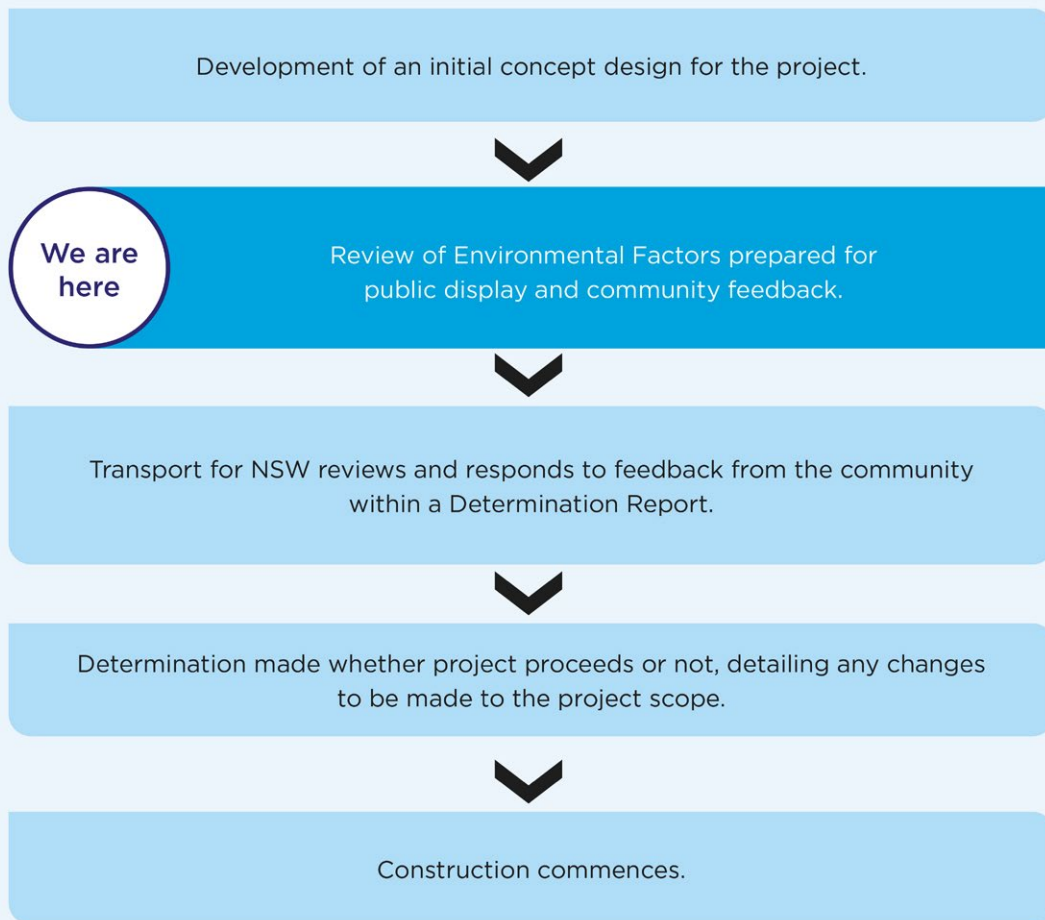 Development of an initial concept design for the project.
We are
here
Review of Environmental Factors prepared for
public display and community feedback.
Transport for NSW reviews and responds to feedback from the community
within a Determination Report.
Determination made whether project proceeds or not, detailing any changes
to be made to the project scope.
Construction commences.